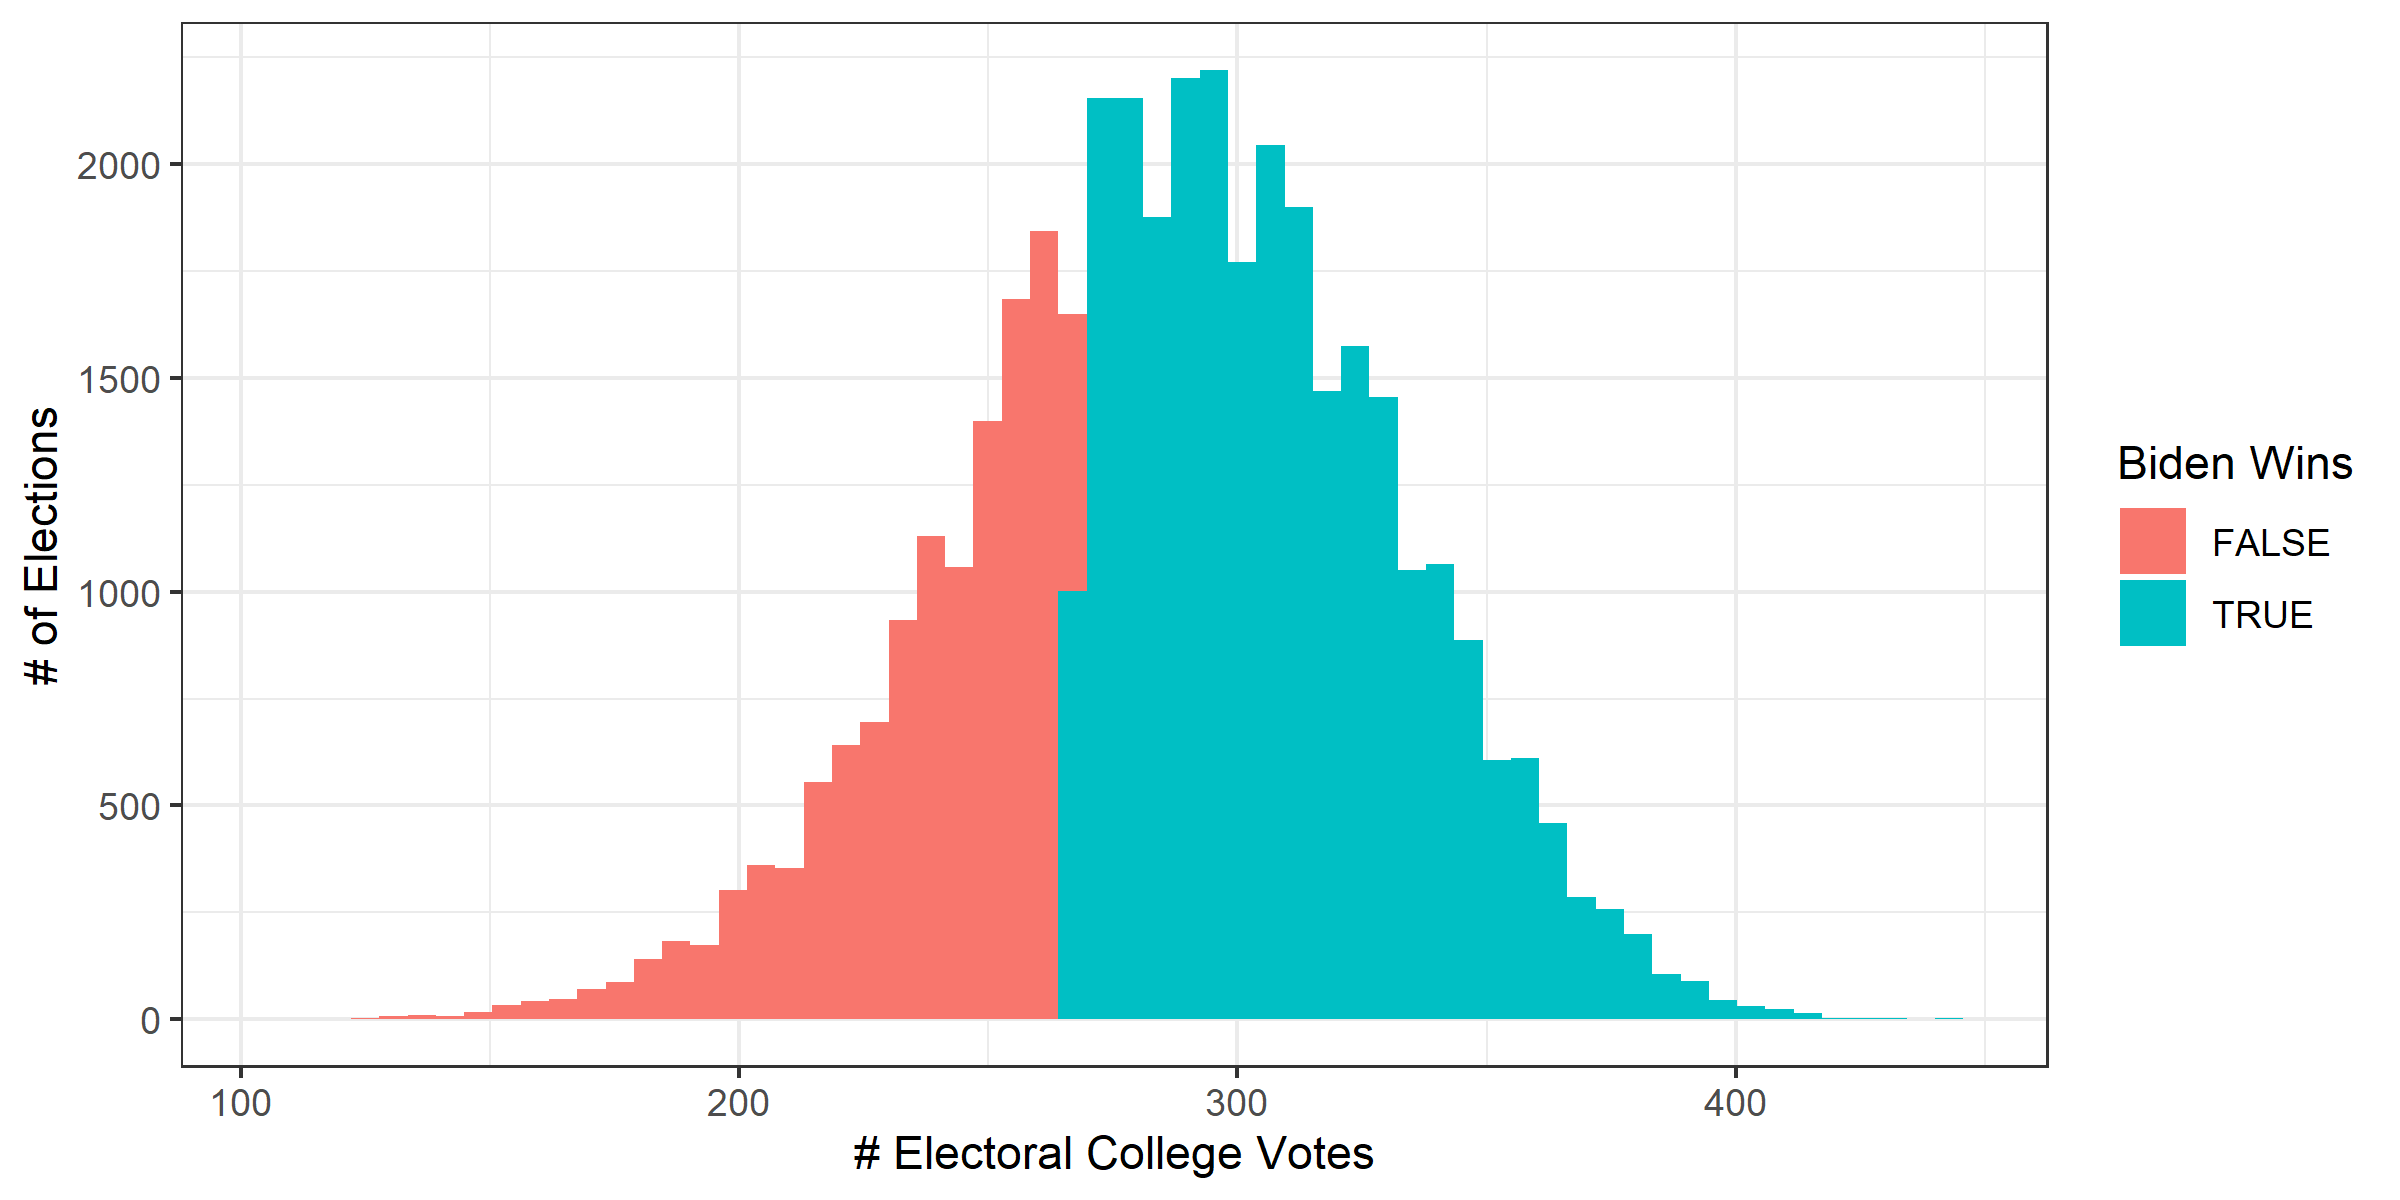 2000
1500
1000
500
0
# of Elections
100 200 300 400
# Electoral College Votes
Biden Wins
FALSE
TRUE